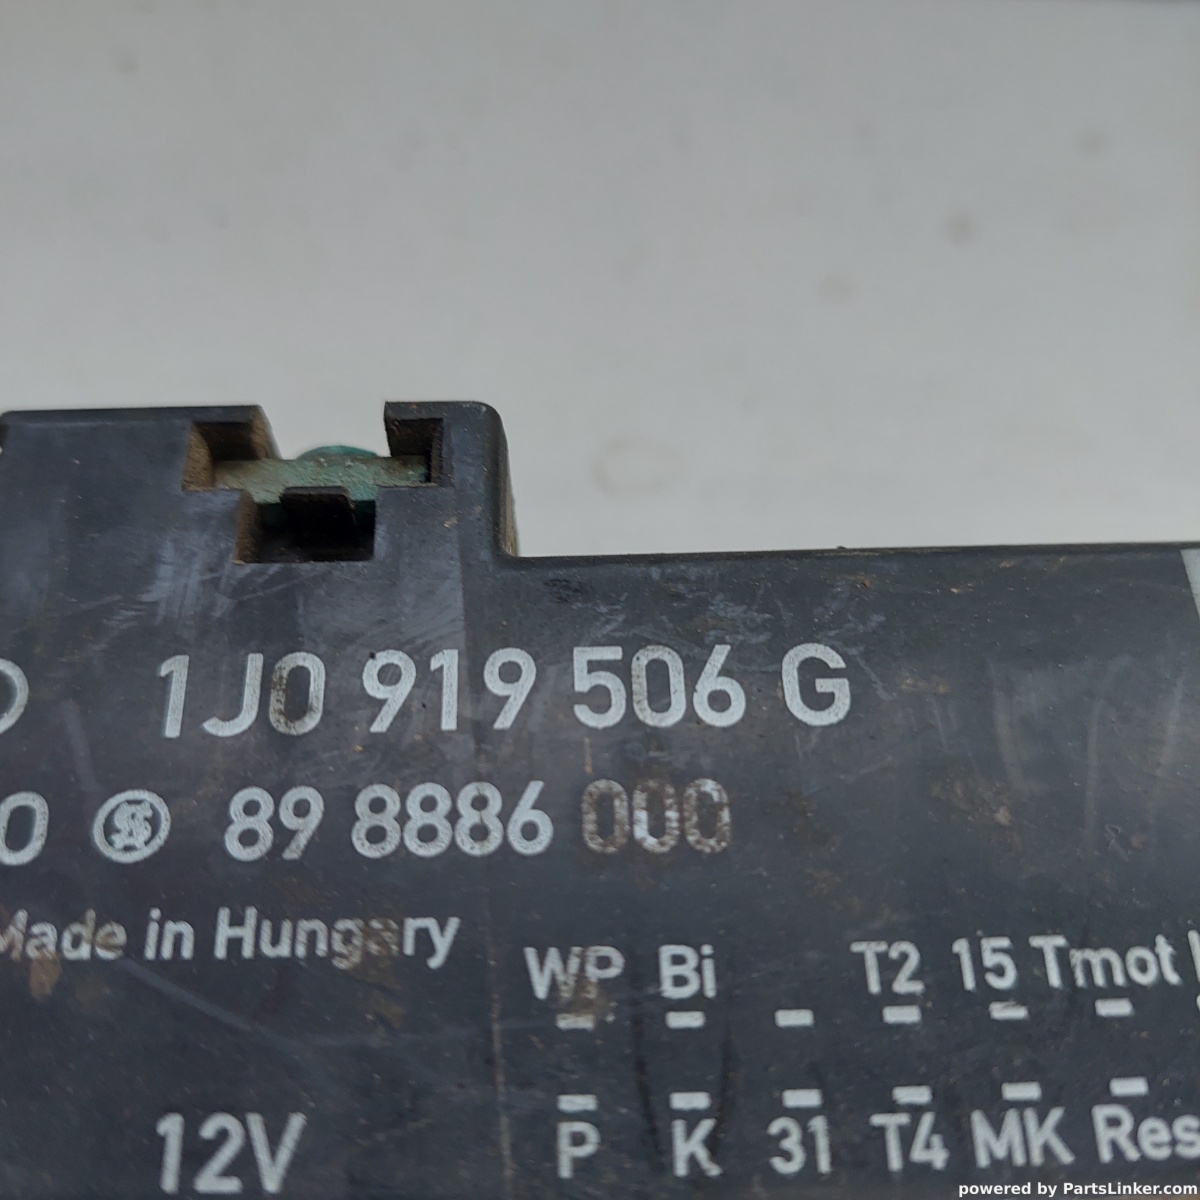 1J0 919 506 G
0 89 8886 000
Made in Hungary
WP Bi T2 15 Tmot
12V P K 31 T4 MK Res
powered by PartsLinker.com